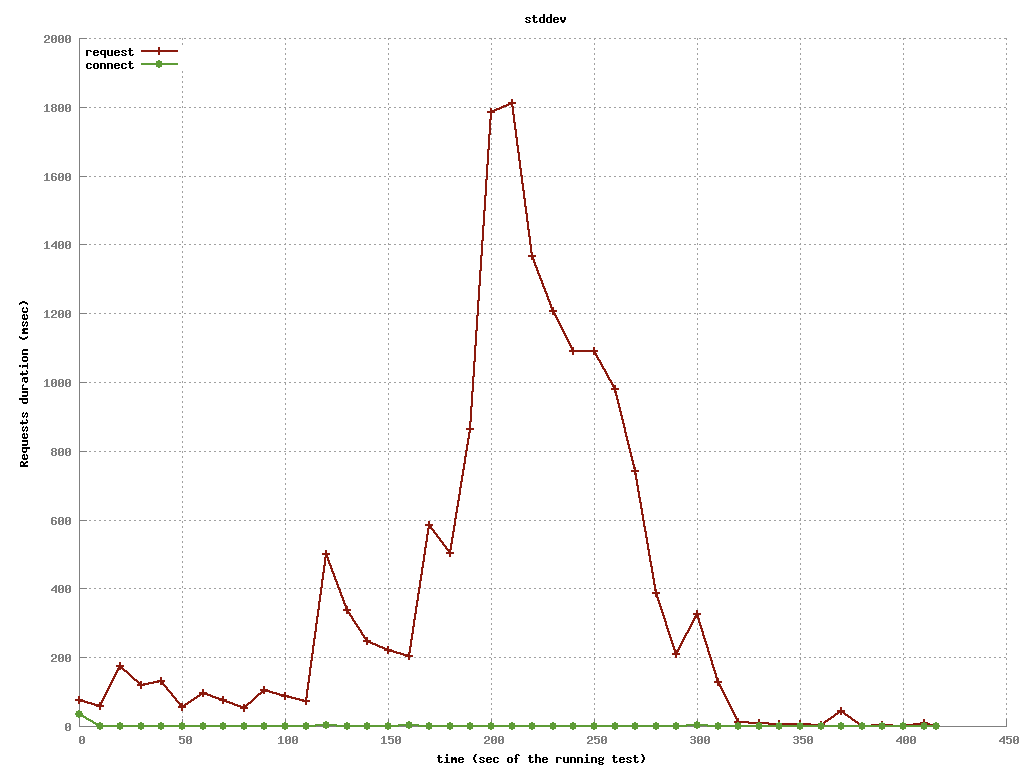 stddev
2000
request
connect
1800
1600
1400
1200
1000
800
600
400
200
0
Requests duration (msec)
0 50 100 150 200 250 300 350 400 450
time (sec of the running test)